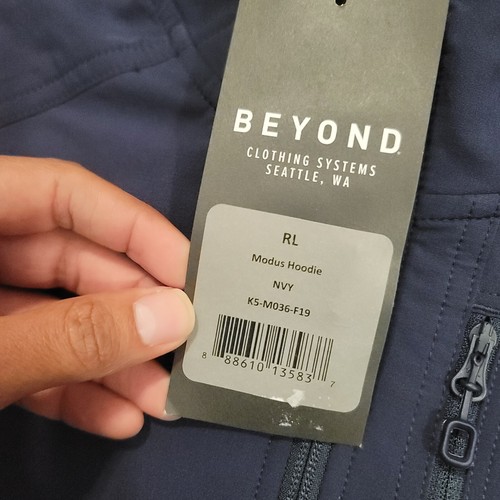 BEYOND
CLOTHING SYSTEMS
SEATTLE, WA
RL
Modus Hoodie
NVY
K5-M036-F19
8 88610 13583 7